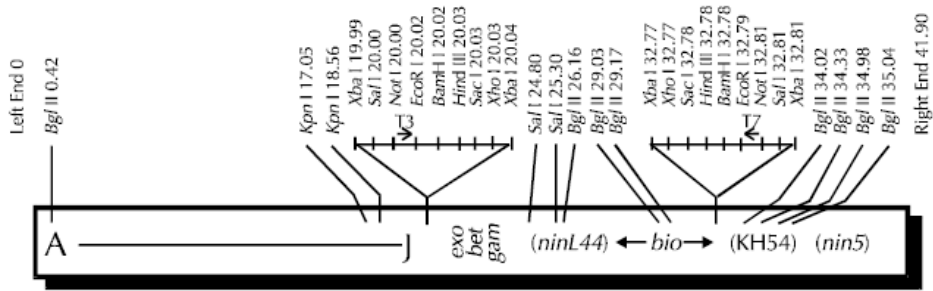 Left End 0
Bgl II 0.42
Kpn I 17.05
Kpn I 18.56
Xba I 19.99
Sal I 20.00
Not I 20.00
EcoR I 20.02
BamH I 20.02
Hind III 20.03
Sac I 20.03
Xho I 20.03
Xba I 20.04
Sal I 24.80
Sal I 25.30
Bgl II 26.16
Bgl II 29.03
Bgl II 29.17
Xba I 32.77
Xho I 32.77
Sac I 32.78
Hind III 32.78
BamH I 32.78
EcoR I 32.79
Not I 32.81
Sal I 32.81
Xba I 32.81
Bgl II 34.02
Bgl II 34.33
Bgl II 34.98
Bgl II 35.04
Right End 41.90
T3
T7
A
J
exo
bet
gam
(ninL44)
bio
(KH54)
(nin5)